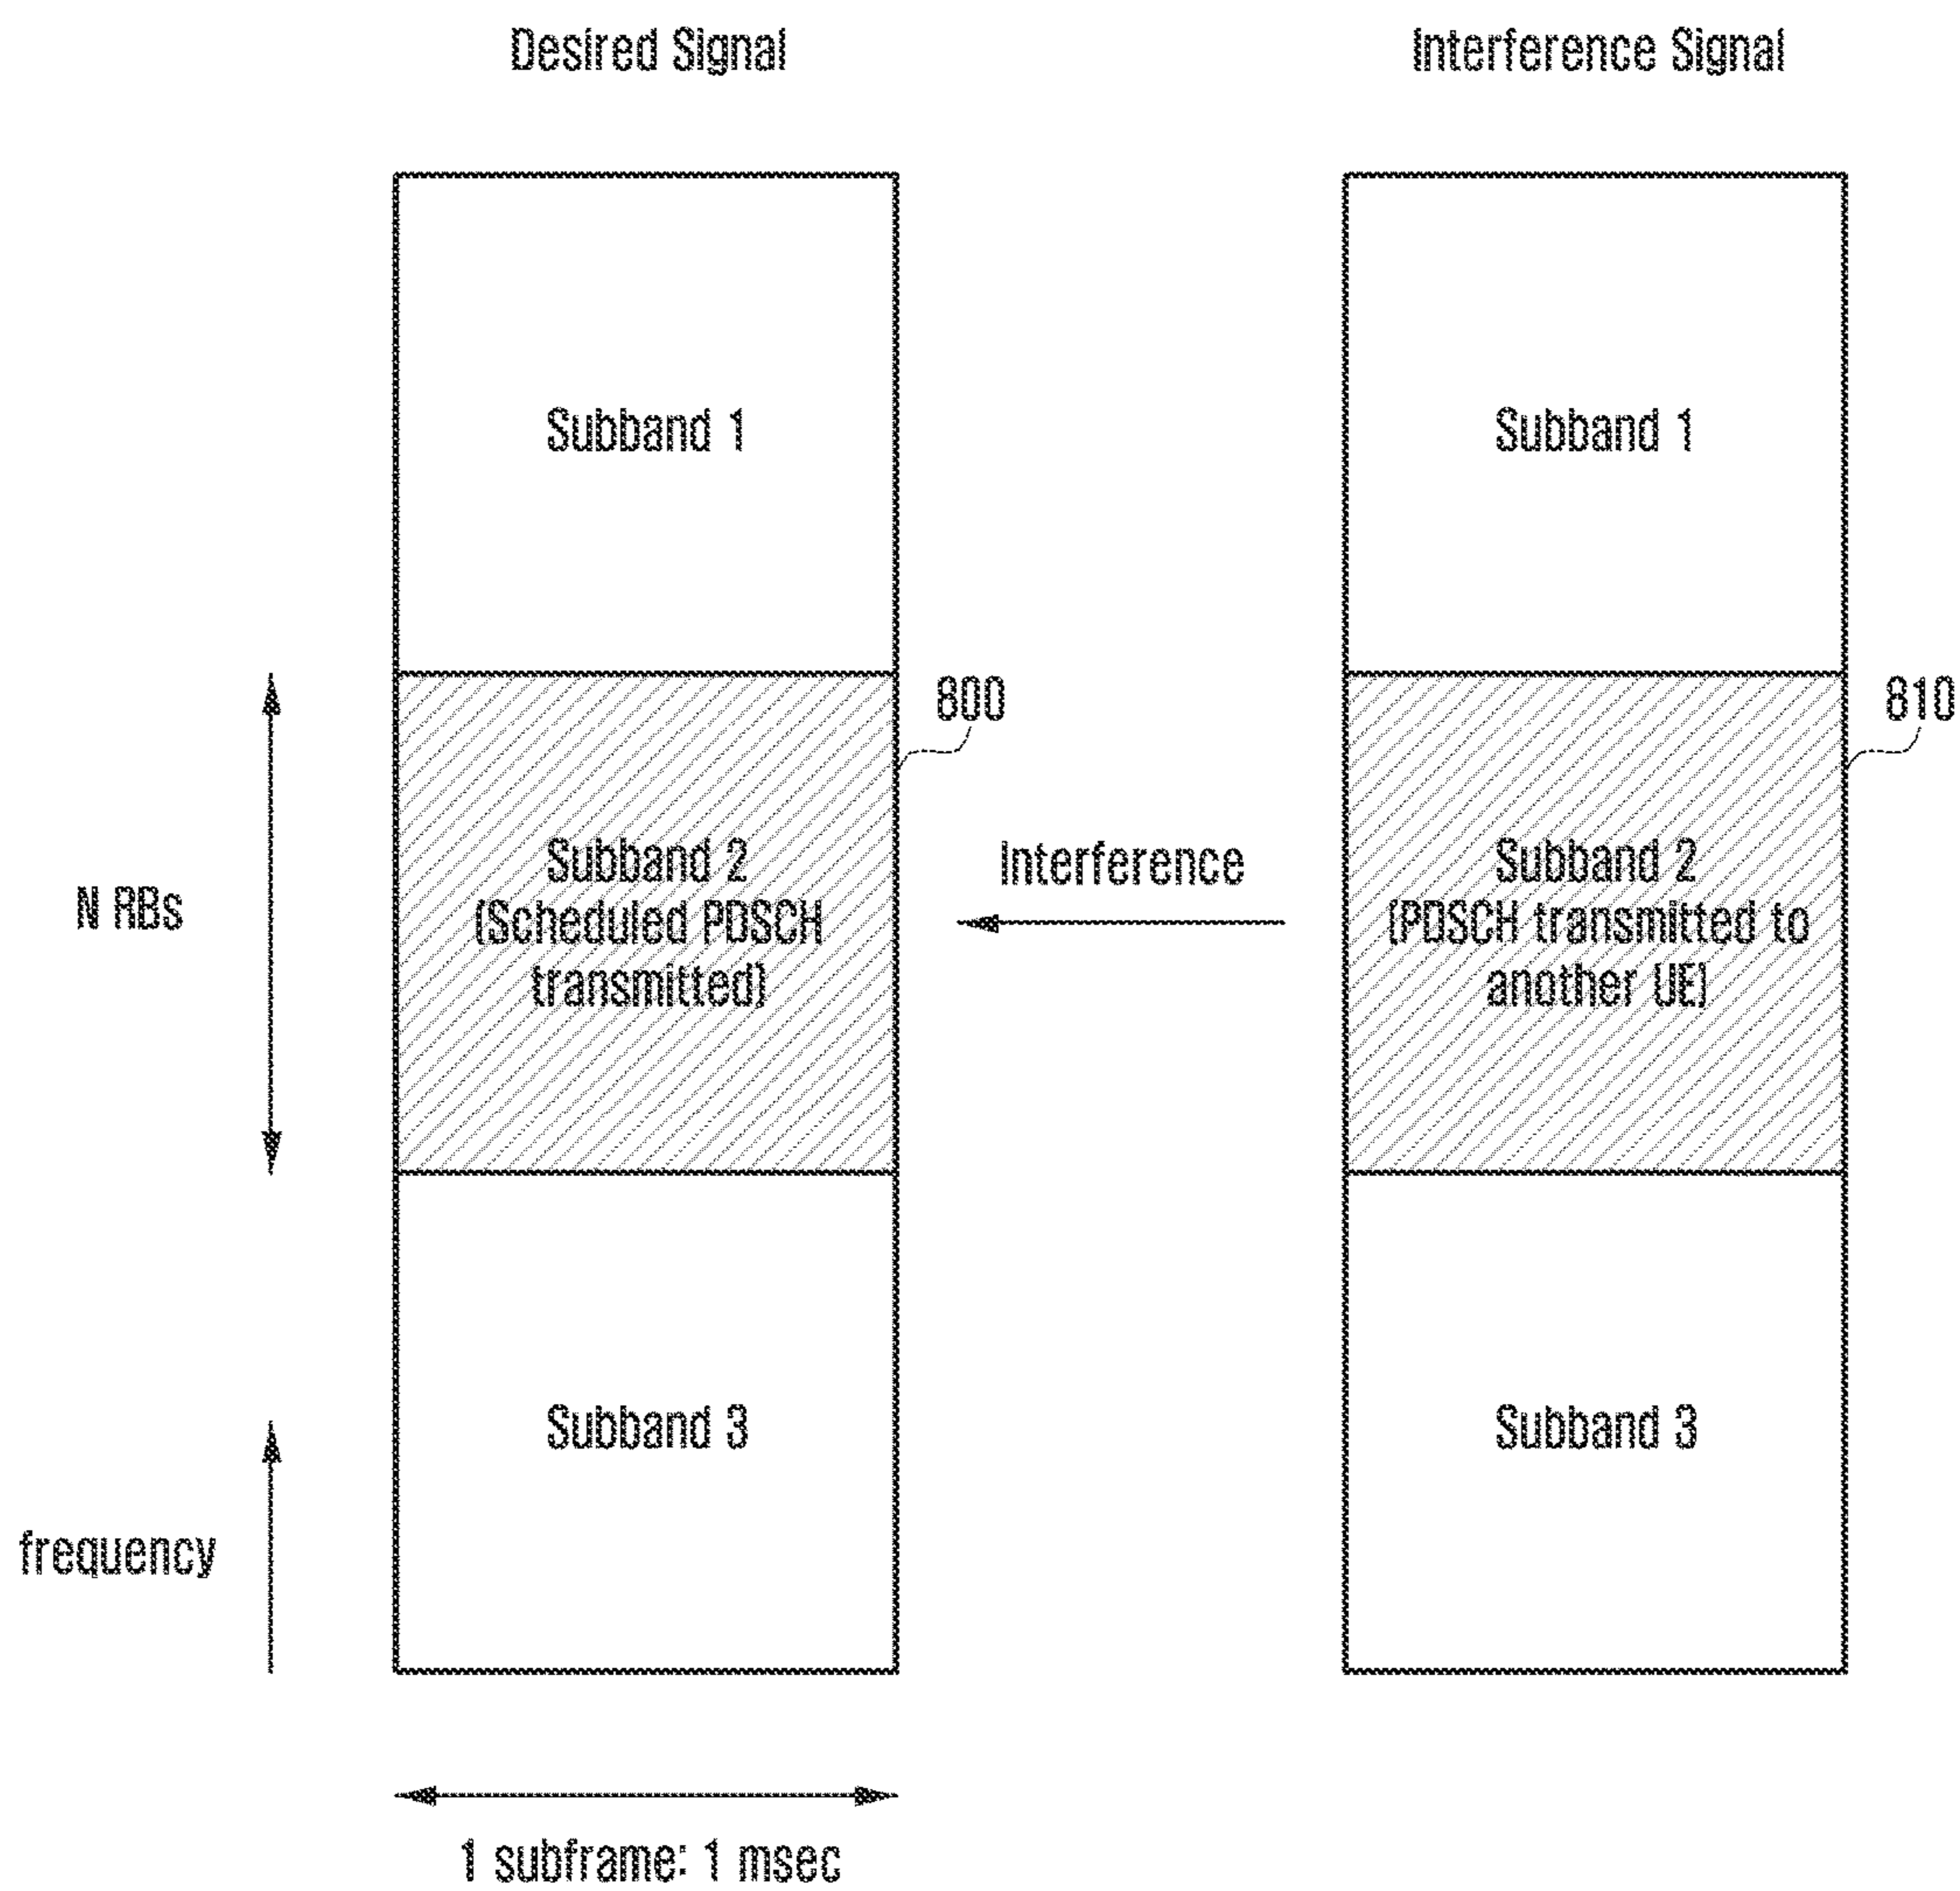 Desired Signal
Interference Signal
Subband 1
Subband 1
800
810
N RBs
Subband 2
(Scheduled PDSCH
transmitted)
Interference
Subband 2
(PDSCH transmitted to
another UE)
Subband 3
Subband 3
frequency
1 subframe: 1 msec